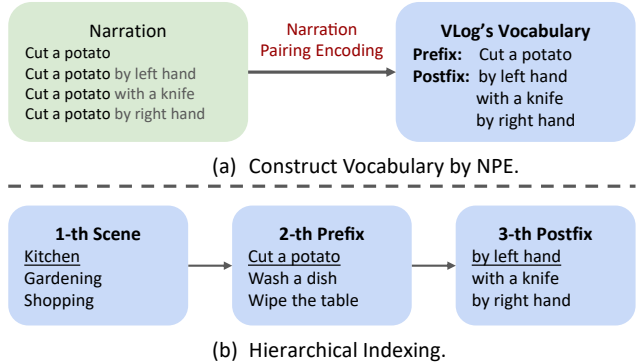 Narration
Cut a potato
Cut a potato by left hand
Cut a potato with a knife
Cut a potato by right hand
Narration
Pairing Encoding
VLog's Vocabulary
Prefix: Cut a potato
Postfix: by left hand
with a knife
by right hand
(a) Construct Vocabulary by NPE.
1-th Scene
Kitchen
Gardening
Shopping
2-th Prefix
Cut a potato
Wash a dish
Wipe the table
3-th Postfix
by left hand
with a knife
by right hand
(b) Hierarchical Indexing.